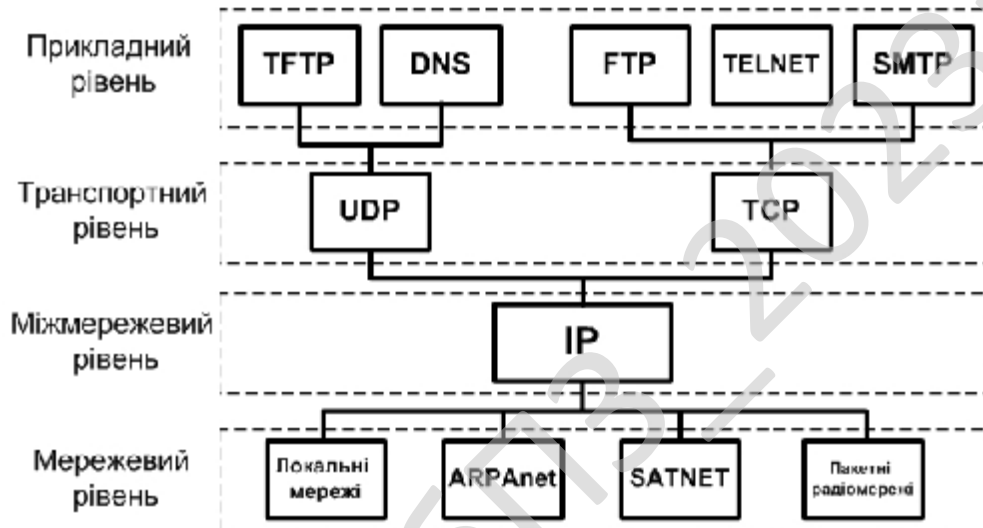 Прикладний
рівень
TFTP
DNS
FTP
TELNET
SMTP
Транспортний
рівень
UDP
TCP
Міжмережевий
рівень
IP
Мережевий
рівень
Локальні
мережі
ARPAnet
SATNET
Пакетні
радіомережі
ПЗ_2023